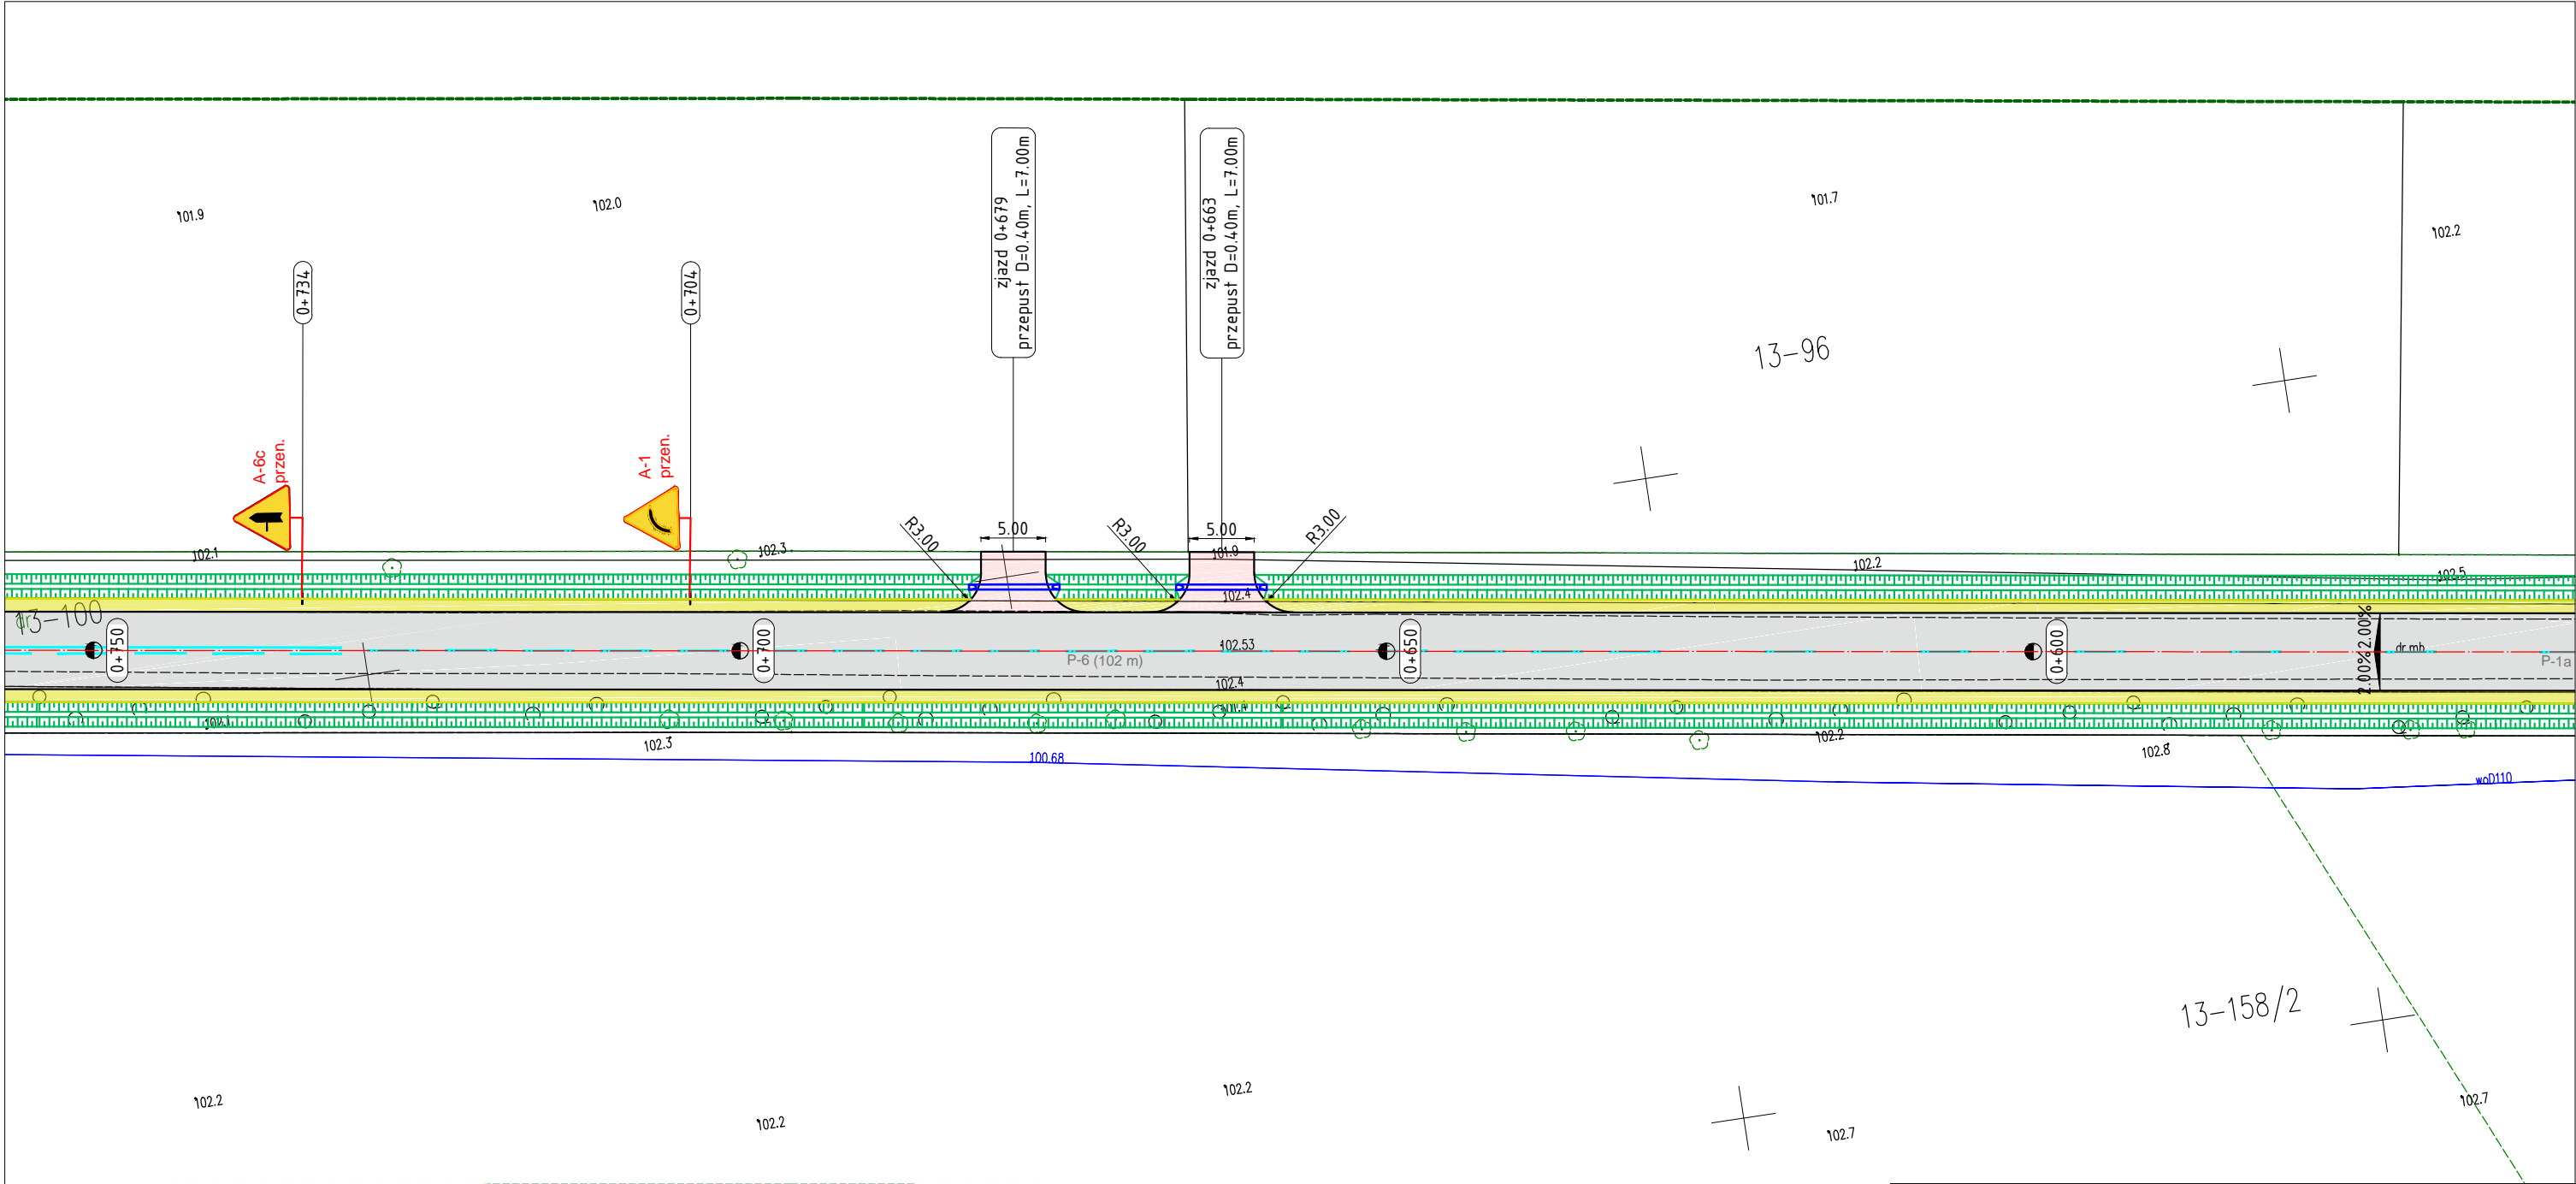 101.9
102.0
101.7
102.2
0+734
0+704
zjazd 0+679
przepust D=0.40m, L=7.00m
zjazd 0+663
przepust D=0.40m, L=7.00m
13-96
A-6c
przen.
A-1
przen.
R3.00
5.00
R3.00
5.00
R3.00
102.1
102.3
101.9
102.2
102.5
102.4
13-100
dr
0+750
0+700
0+650
0+600
102.53
P-6 (102 m)
2.00%
2.00%
dr mb
P-1a
102.4
102.3
102.2
102.8
100.68
woD110
13-158/2
102.2
102.2
102.2
102.7
102.7